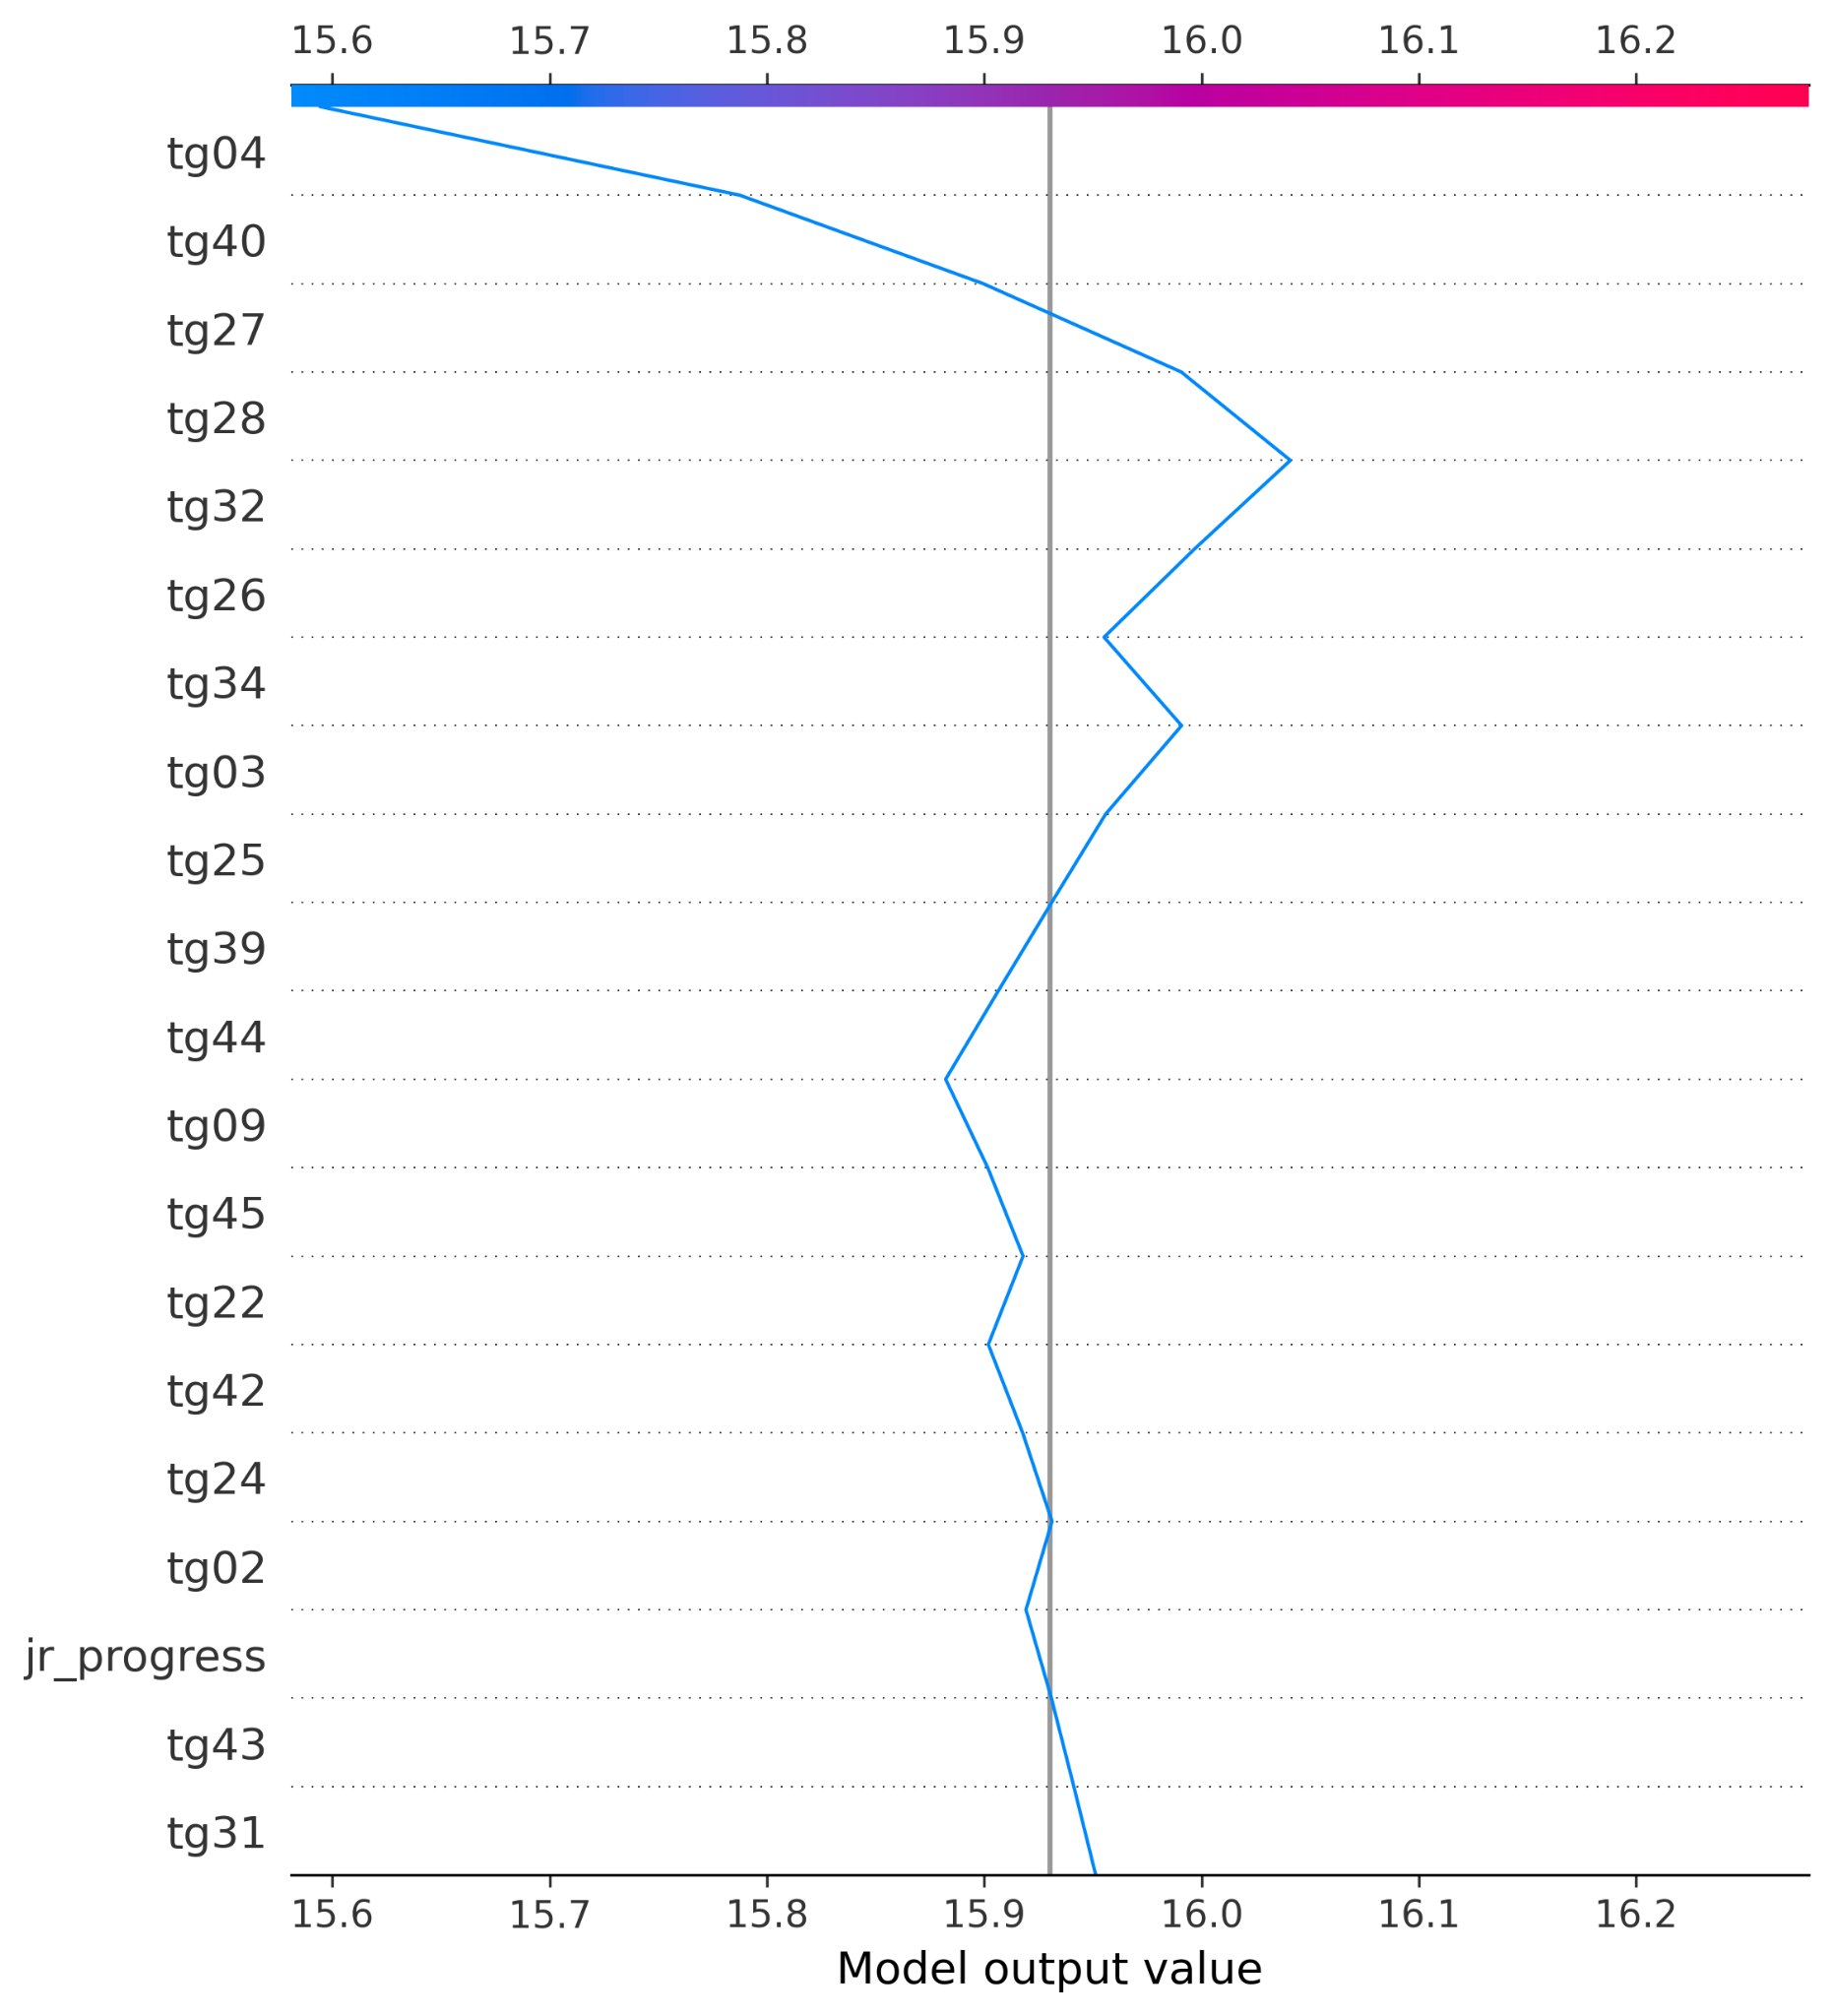 15.6 15.7 15.8 15.9 16.0 16.1 16.2
tg04
tg40
tg27
tg28
tg32
tg26
tg34
tg03
tg25
tg39
tg44
tg09
tg45
tg22
tg42
tg24
tg02
jr_progress
tg43
tg31
15.6 15.7 15.8 15.9 16.0 16.1 16.2
Model output value